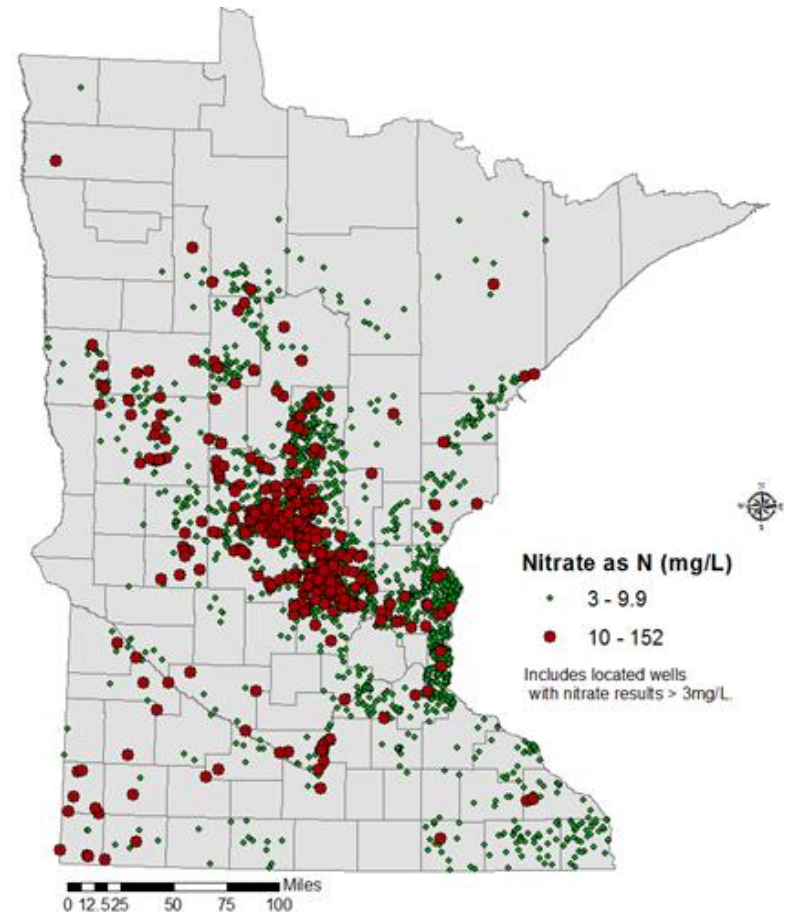 Nitrate as N (mg/L)
3 - 9.9
10 - 152
Includes located wells
with nitrate results > 3mg/L.
Miles
0 12.525 50 75 100